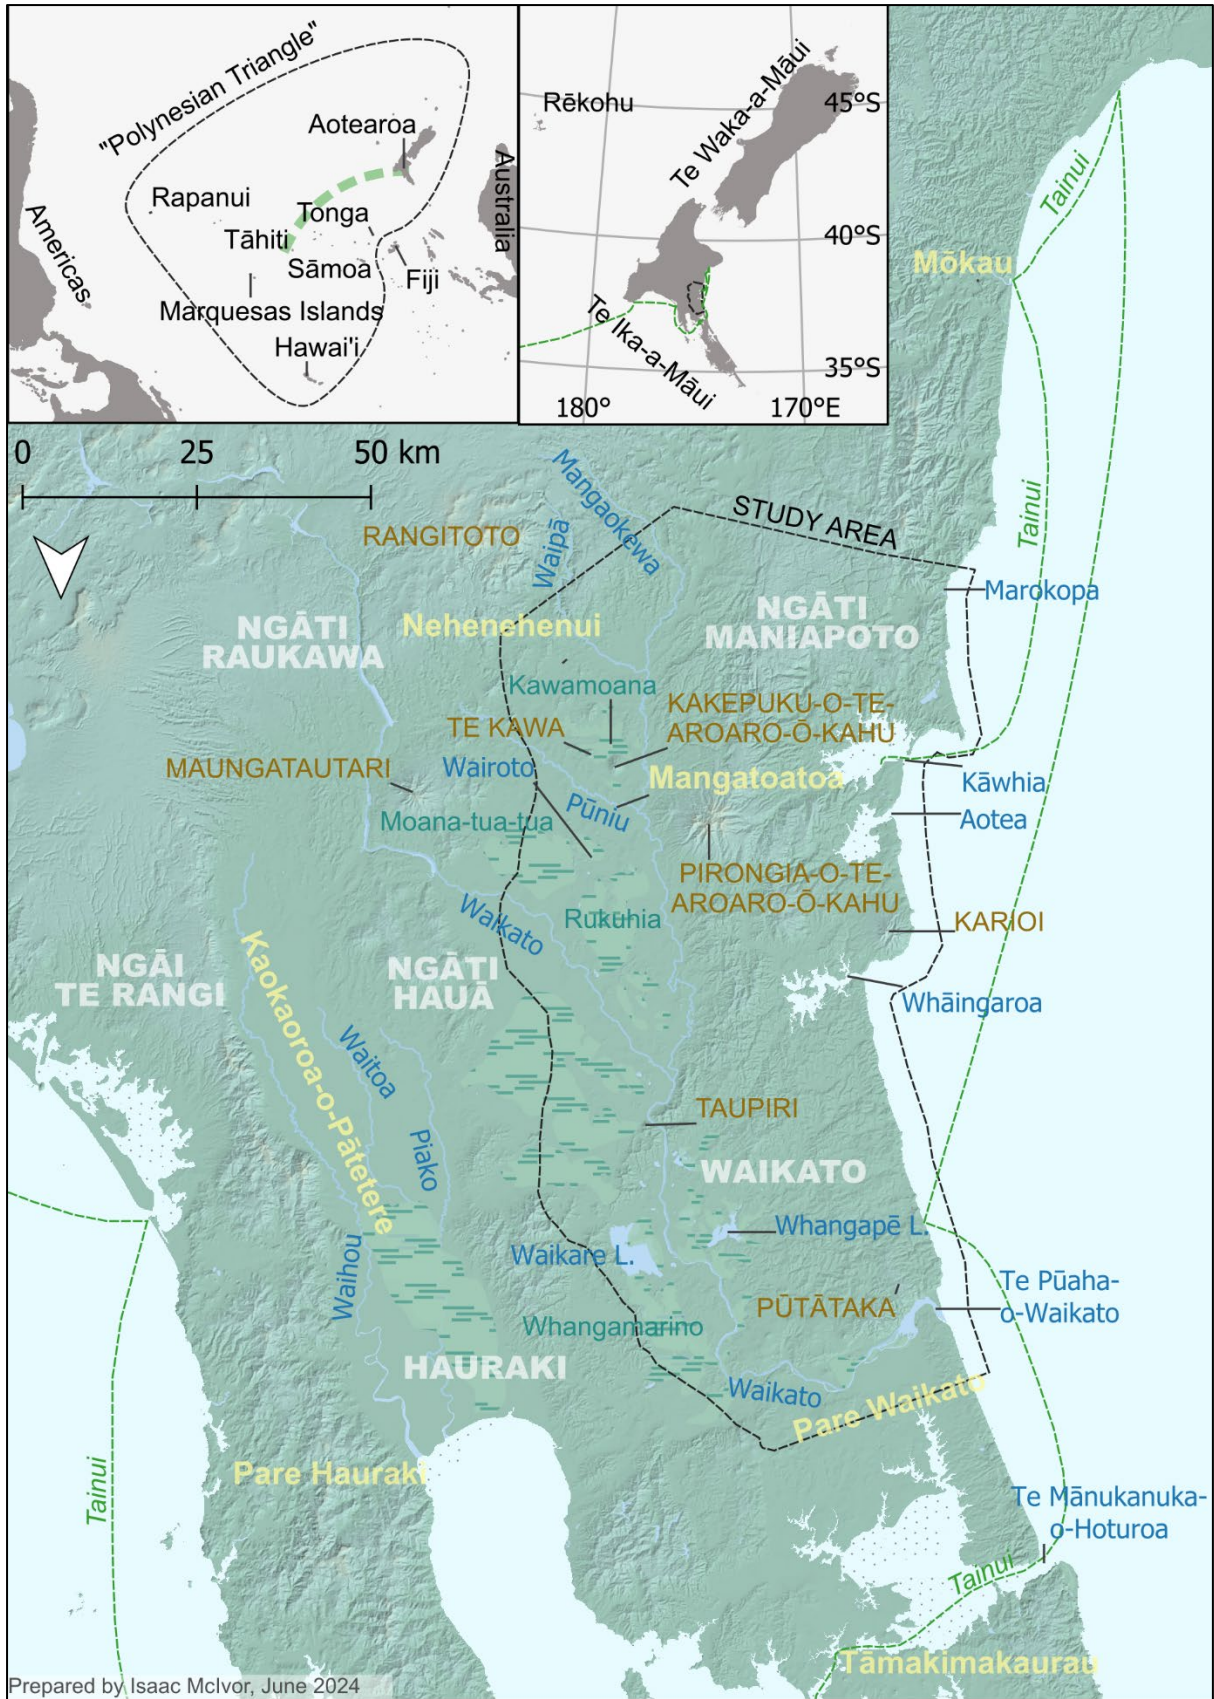 "Polynesian Triangle"
Aotearoa
Australia
Rapanui
Tonga
Tāhiti
Sāmoa
Fiji
Americas
Marquesas Islands
Hawai'i
Te Waka-a-Māui
Rēkohu
45°S
40°S
Te Ika-a-Māui
35°S
180°
170°E
Tainui
Mōkau
Tainui
Tainui
0
25
50 km
Mangaokewa
STUDY AREA
RANGITOTO
Waipā
Marokopa
NGĀTI
RAUKAWA
Nehenehenui
NGĀTI
MANIAPOTO
Kawamoana
KAKEPUKU-O-TE-
AROARO-Ō-KAHU
TE KAWA
MAUNGATAUTARI
Wairoto
Mangatoatoa
Kāwhia
Pūniu
Aotea
Moana-tua-tua
PIRONGIA-O-TE-
AROARO-Ō-KAHU
Waikato
Rukuhia
KARIOI
NGĀI
TE RANGI
Kaokaoroa-o-Pātetere
NGĀTI
HAUĀ
Whāingaroa
Waitoa
TAUPIRI
Piako
WAIKATO
Waihou
Waikare L.
Whangapē L.
PŪTĀTAKA
Te Pūaha-
o-Waikato
Whangamarino
HAURAKI
Waikato
Pare Waikato
Pare Hauraki
Tainui
Te Mānukanuka-
o-Hoturoa
Tainui
Tāmakimakaurau
Prepared by Isaac McIvor, June 2024